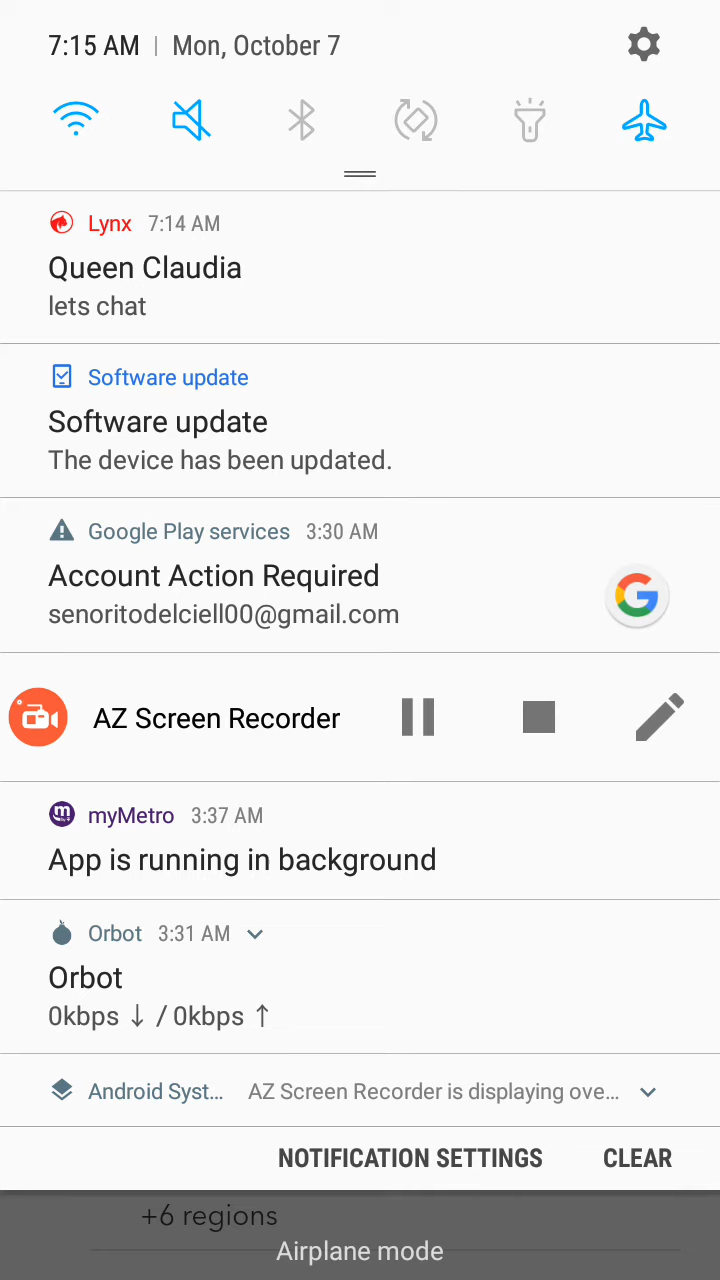 7:15 AM | Mon, October 7
Lynx 7:14 AM
Queen Claudia
lets chat
Software update
Software update
The device has been updated.
Google Play services 3:30 AM
Account Action Required
senoritodelciell00@gmail.com
AZ Screen Recorder
myMetro 3:37 AM
App is running in background
Orbot 3:31 AM
Orbot
0kbps ↓ / 0kbps ↑
Android Syst... AZ Screen Recorder is displaying ove...
NOTIFICATION SETTINGS CLEAR
+6 regions
Airplane mode